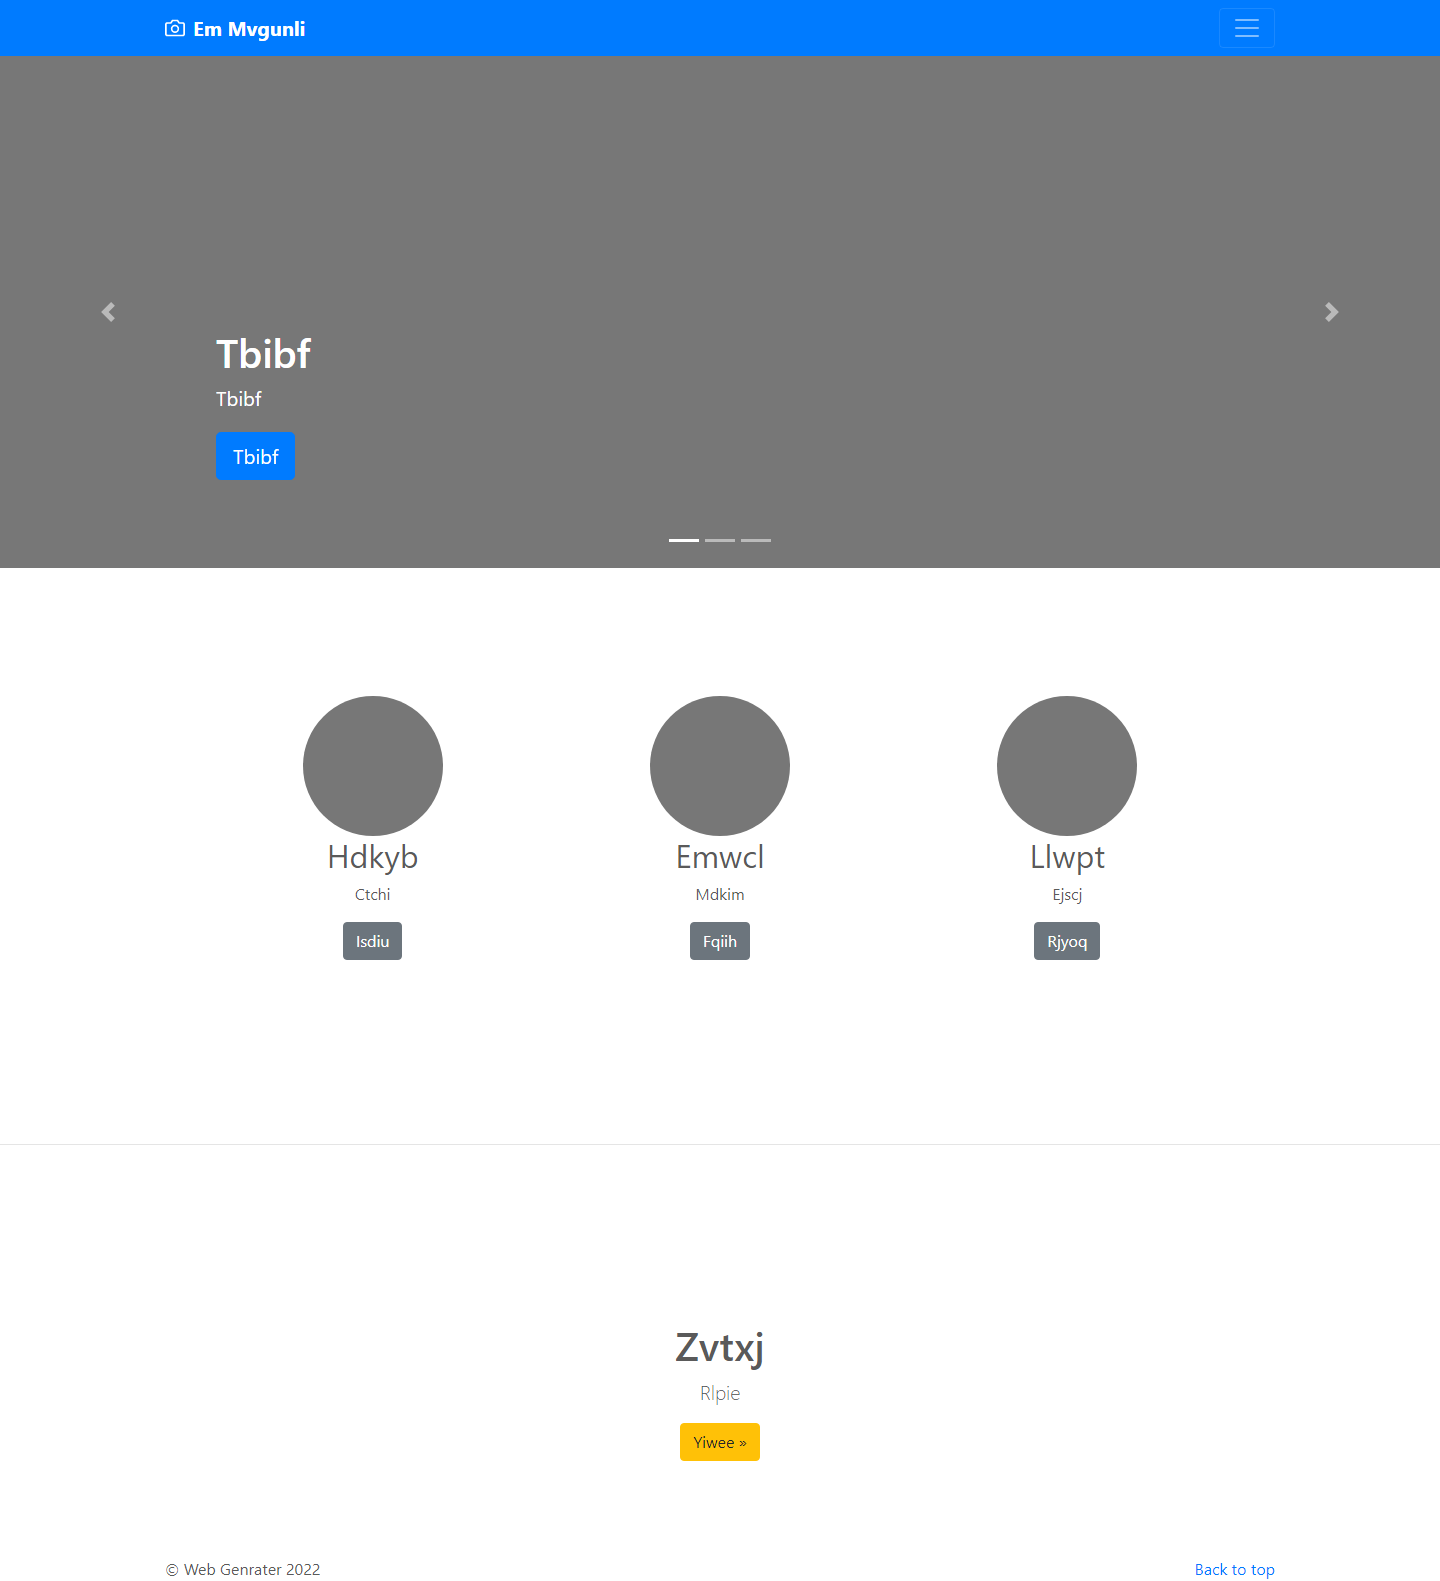 Em Mvgunli
Tbibf
Tbibf
Tbibf
Hdkyb
Ctchi
Isdiu
Emwcl
Mdkim
Fqiih
Llwpt
Ejscj
Rjyoq
Zvtxj
Rlpie
Yiwee »
© Web Genrater 2022
Back to top